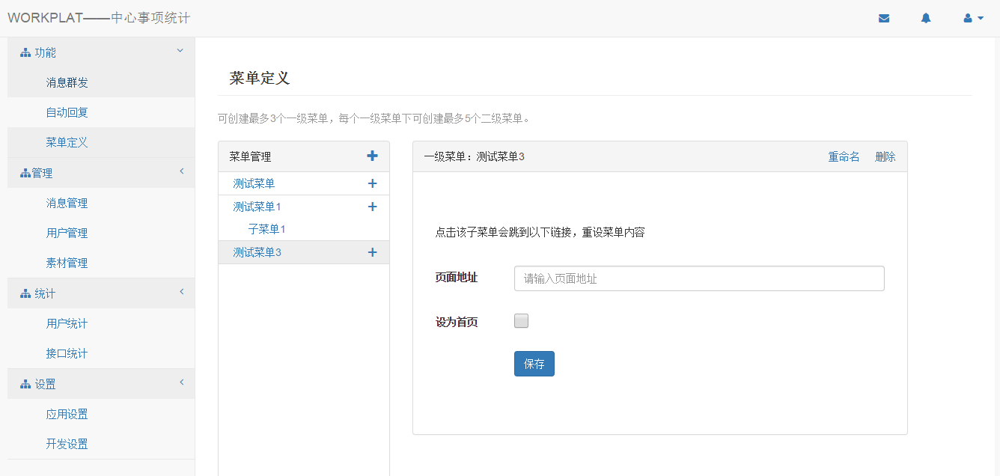 WORKPLAT——中心事项统计
功能
消息群发
自动回复
菜单定义
管理
消息管理
用户管理
素材管理
统计
用户统计
接口统计
设置
应用设置
开发设置
菜单定义
可创建最多3个一级菜单，每个一级菜单下可创建最多5个二级菜单。
菜单管理
测试菜单
测试菜单1
子菜单1
测试菜单3
一级菜单：测试菜单3 重命名 删除
点击该子菜单会跳到以下链接，重设菜单内容
页面地址 请输入页面地址
设为首页
保存